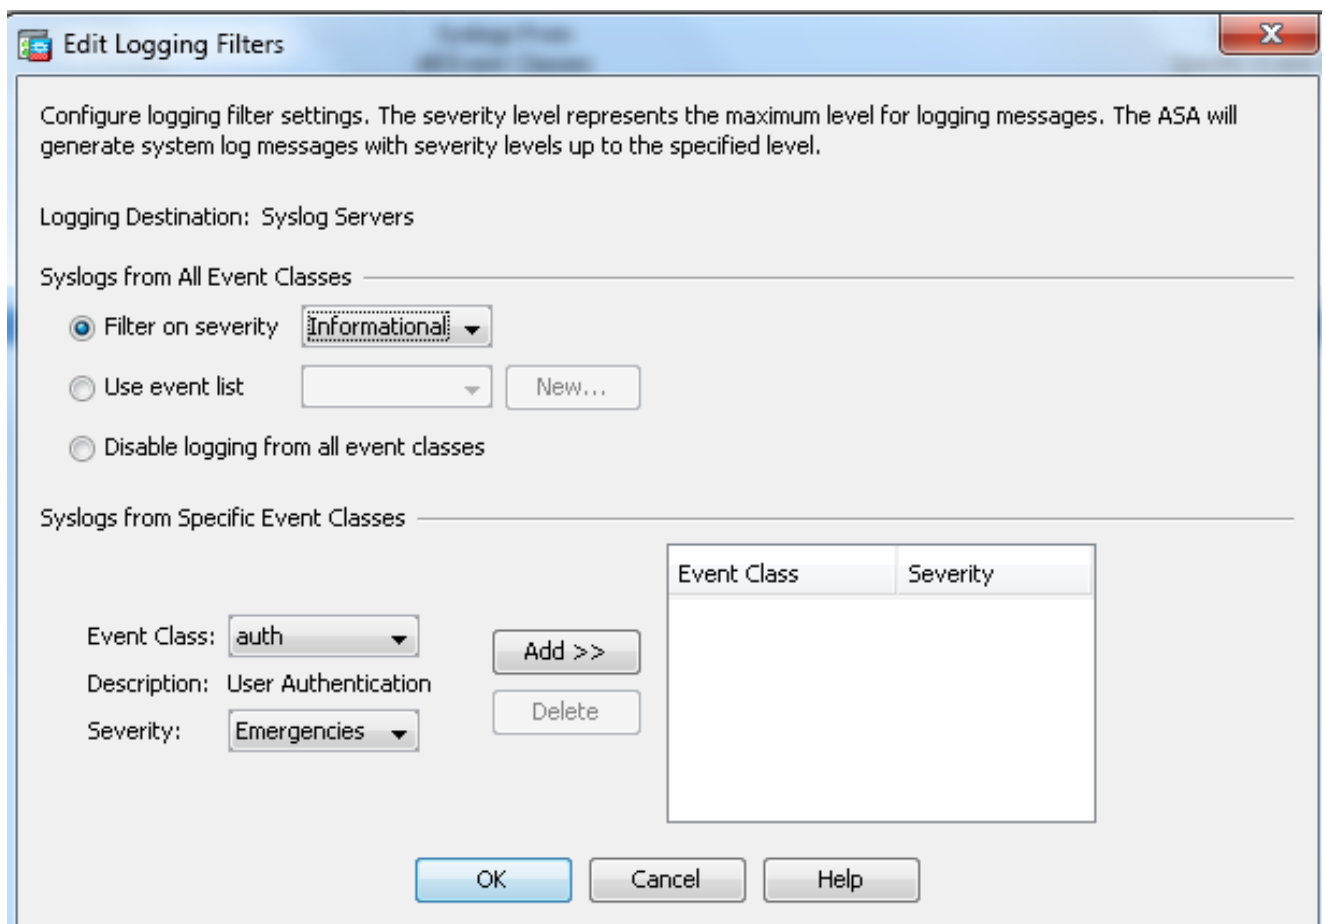 Edit Logging Filters
Configure logging filter settings. The severity level represents the maximum level for logging messages. The ASA will
generate system log messages with severity levels up to the specified level.
Logging Destination: Syslog Servers
Syslogs from All Event Classes
Filter on severity Informational
Use event list New...
Disable logging from all event classes
Syslogs from Specific Event Classes
Event Class Severity
Event Class: auth Add >>
Description: User Authentication
Delete
Severity: Emergencies
OK Cancel Help